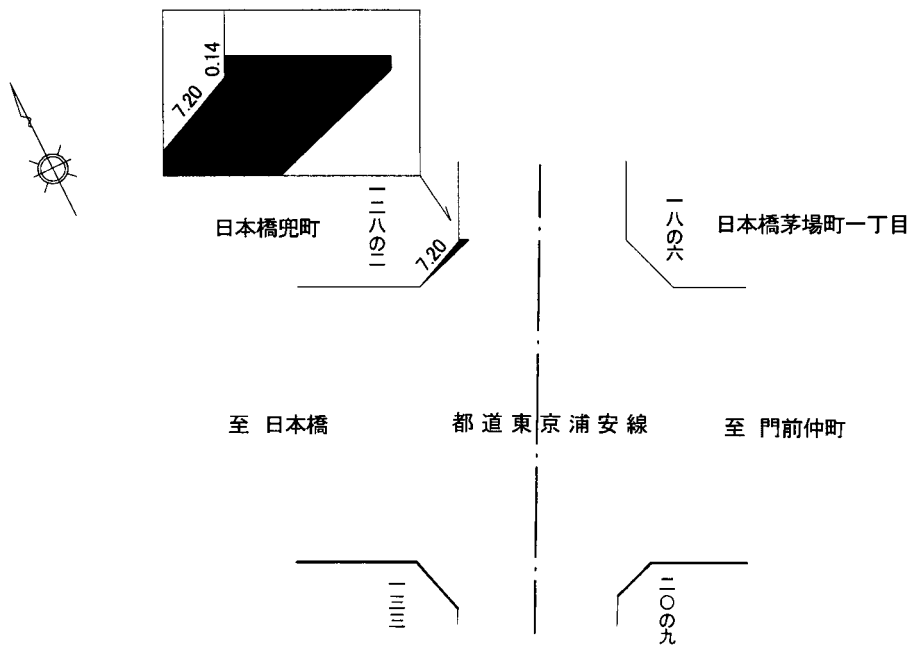 0.14
7.20
日本橋兜町
一二八の二
7.20
一八の六
日本橋茅場町一丁目
至 日本橋
都道東京浦安線
至 門前仲町
一三三
二〇の九